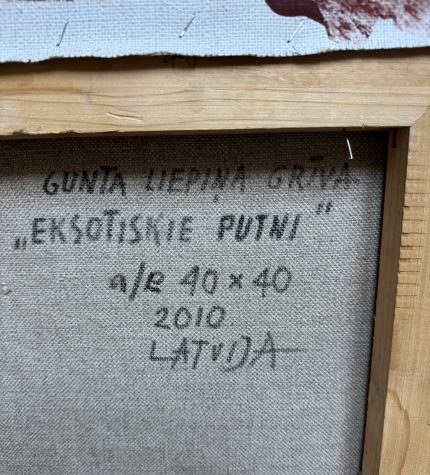 GUNTA LIEPIŅA GRĪVA
„EKSOTISKIE PUTNI"
a/e 40 x 40
2010.
LATVIJA